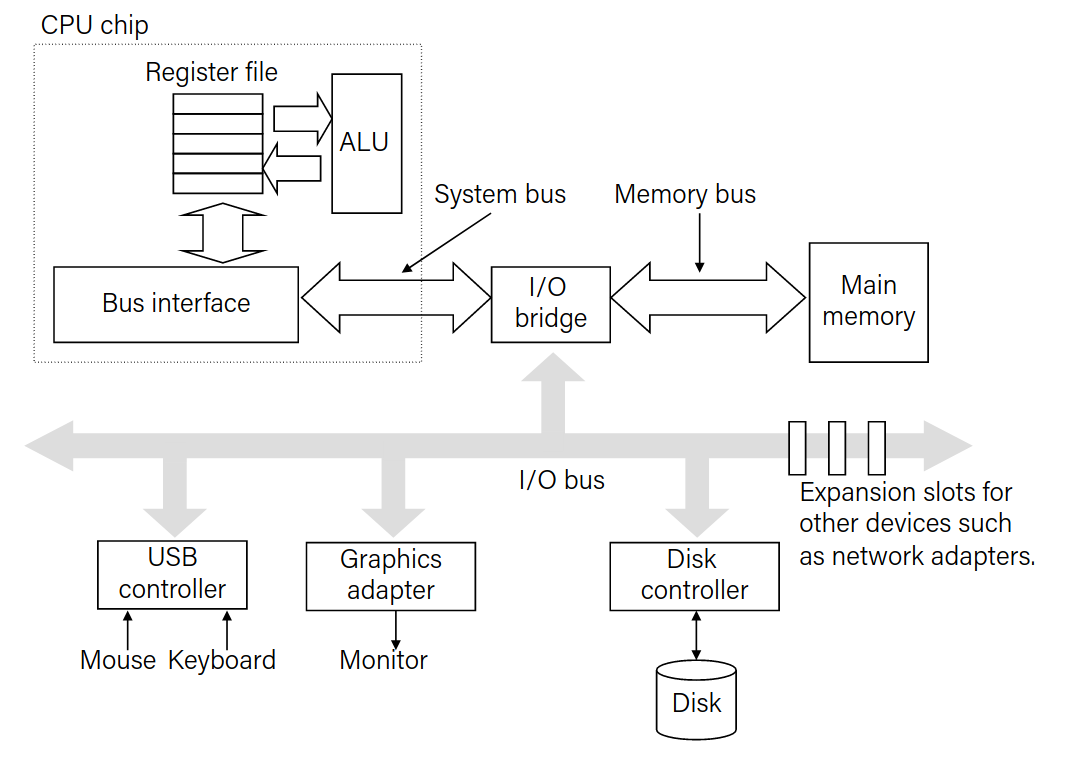 CPU chip
Register file
ALU
System bus
Memory bus
Bus interface
I/O
bridge
Main
memory
I/O bus
Expansion slots for
other devices such
as network adapters.
USB
controller
Graphics
adapter
Disk
controller
Mouse
Keyboard
Monitor
Disk